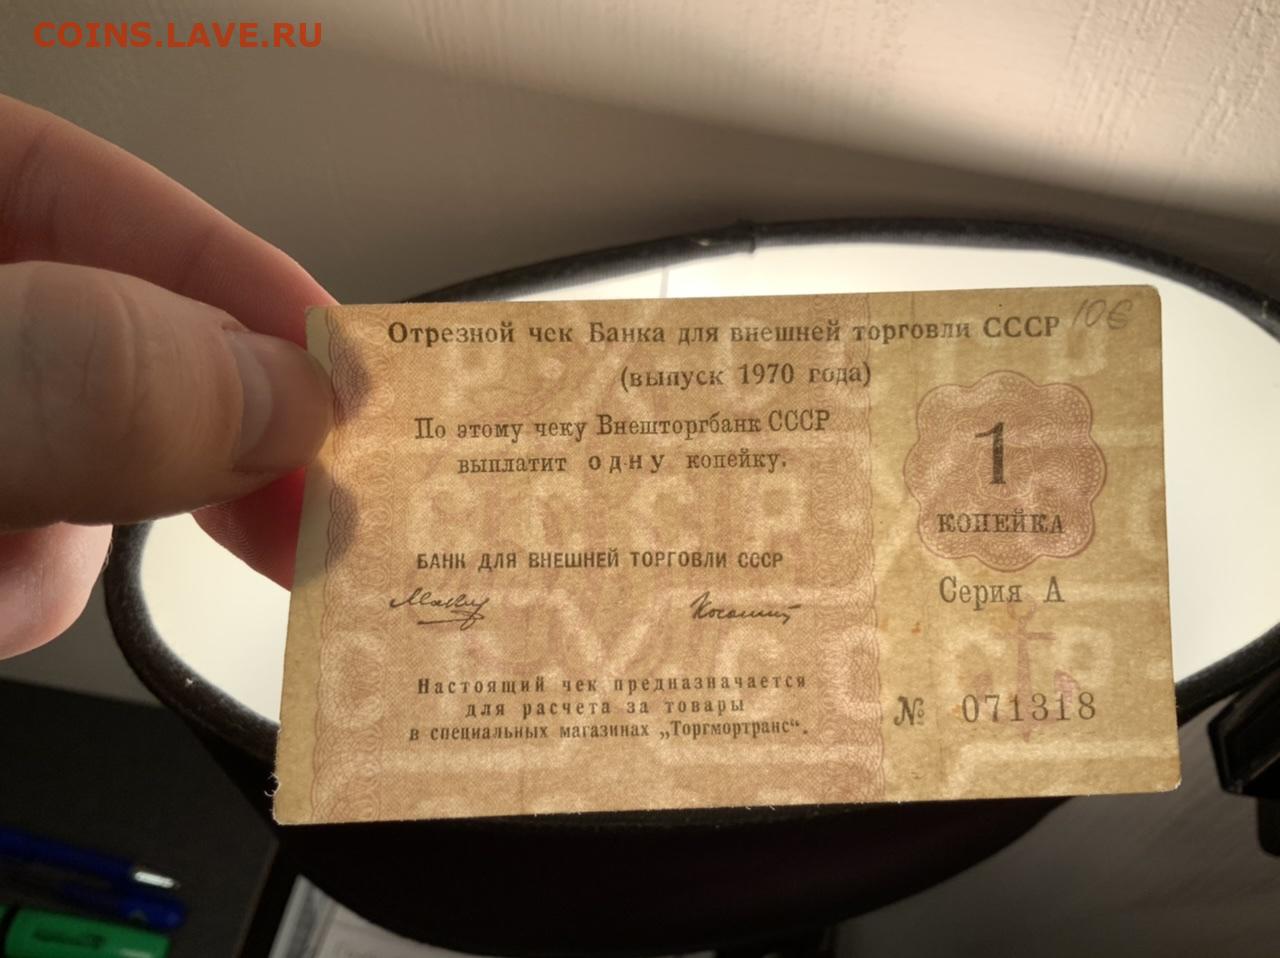 COINS.LAVE.RU
Отрезной чек Банка для внешней торговли СССР 10€
(выпуск 1970 года)
По этому чеку Внешторгбанк СССР
выплатит одну копейку.
1
КОПЕЙКА
БАНК ДЛЯ ВНЕШНЕЙ ТОРГОВЛИ СССР
Серия А
Настоящий чек предназначается
для расчета за товары
в специальных магазинах „Торгмортранс“.
№ 071318